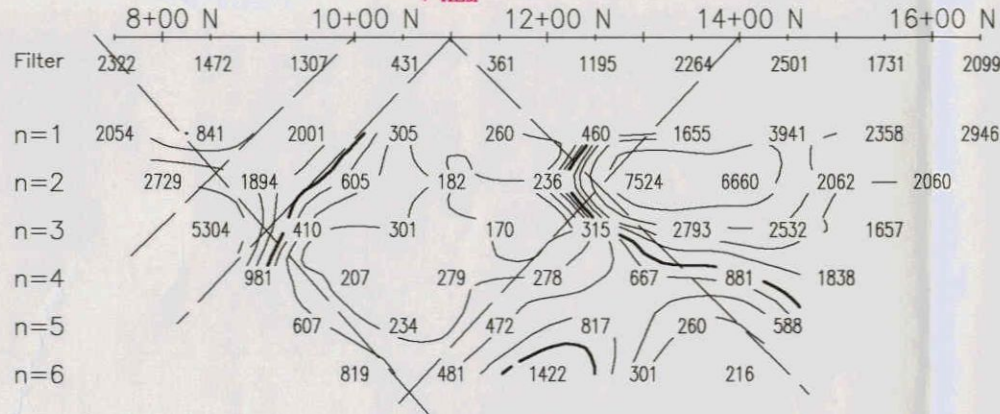 8+00 N 10+00 N 12+00 N 14+00 N 16+00 N
Filter 2322 1472 1307 431 361 1195 2264 2501 1731 2099
n=1 2054 841 2001 305 260 460 1655 3941 2358 2946
n=2 2729 1894 605 182 236 7524 6660 2062 2060
n=3 5304 410 301 170 315 2793 2532 1657
n=4 981 207 279 278 667 881 1838
n=5 607 234 472 817 260 588
n=6 819 481 1422 301 216